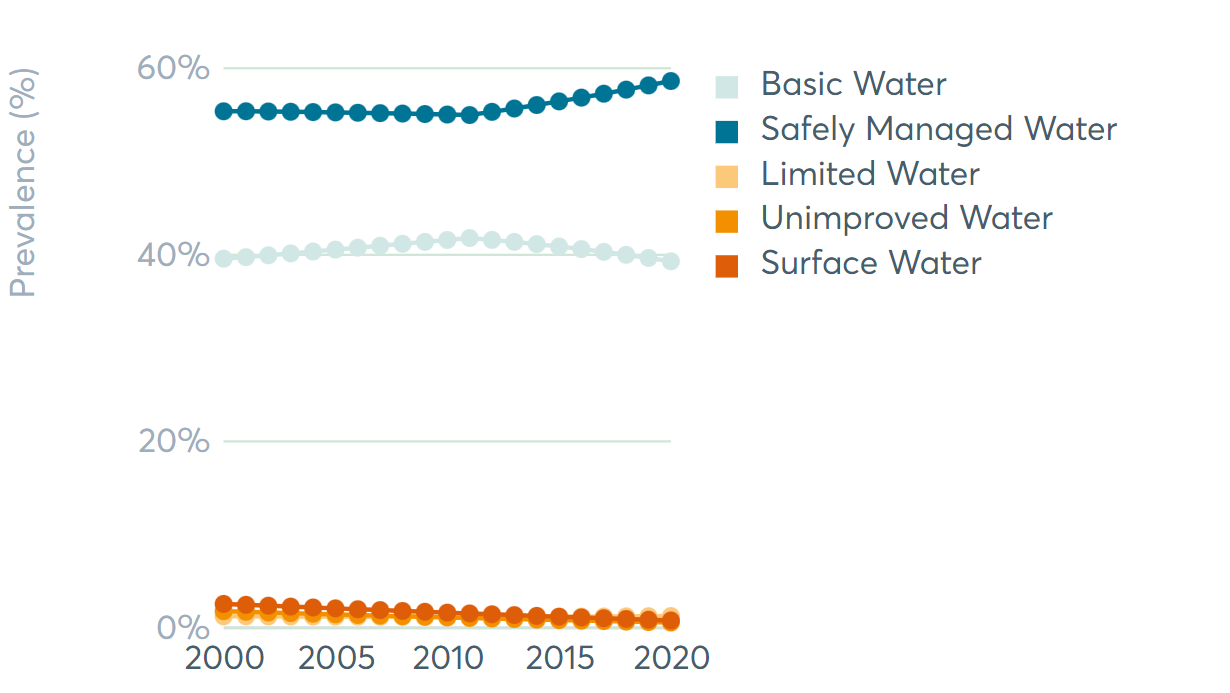 Prevalence (%)
60%
40%
20%
0%
2000 2005 2010 2015 2020
Basic Water
Safely Managed Water
Limited Water
Unimproved Water
Surface Water